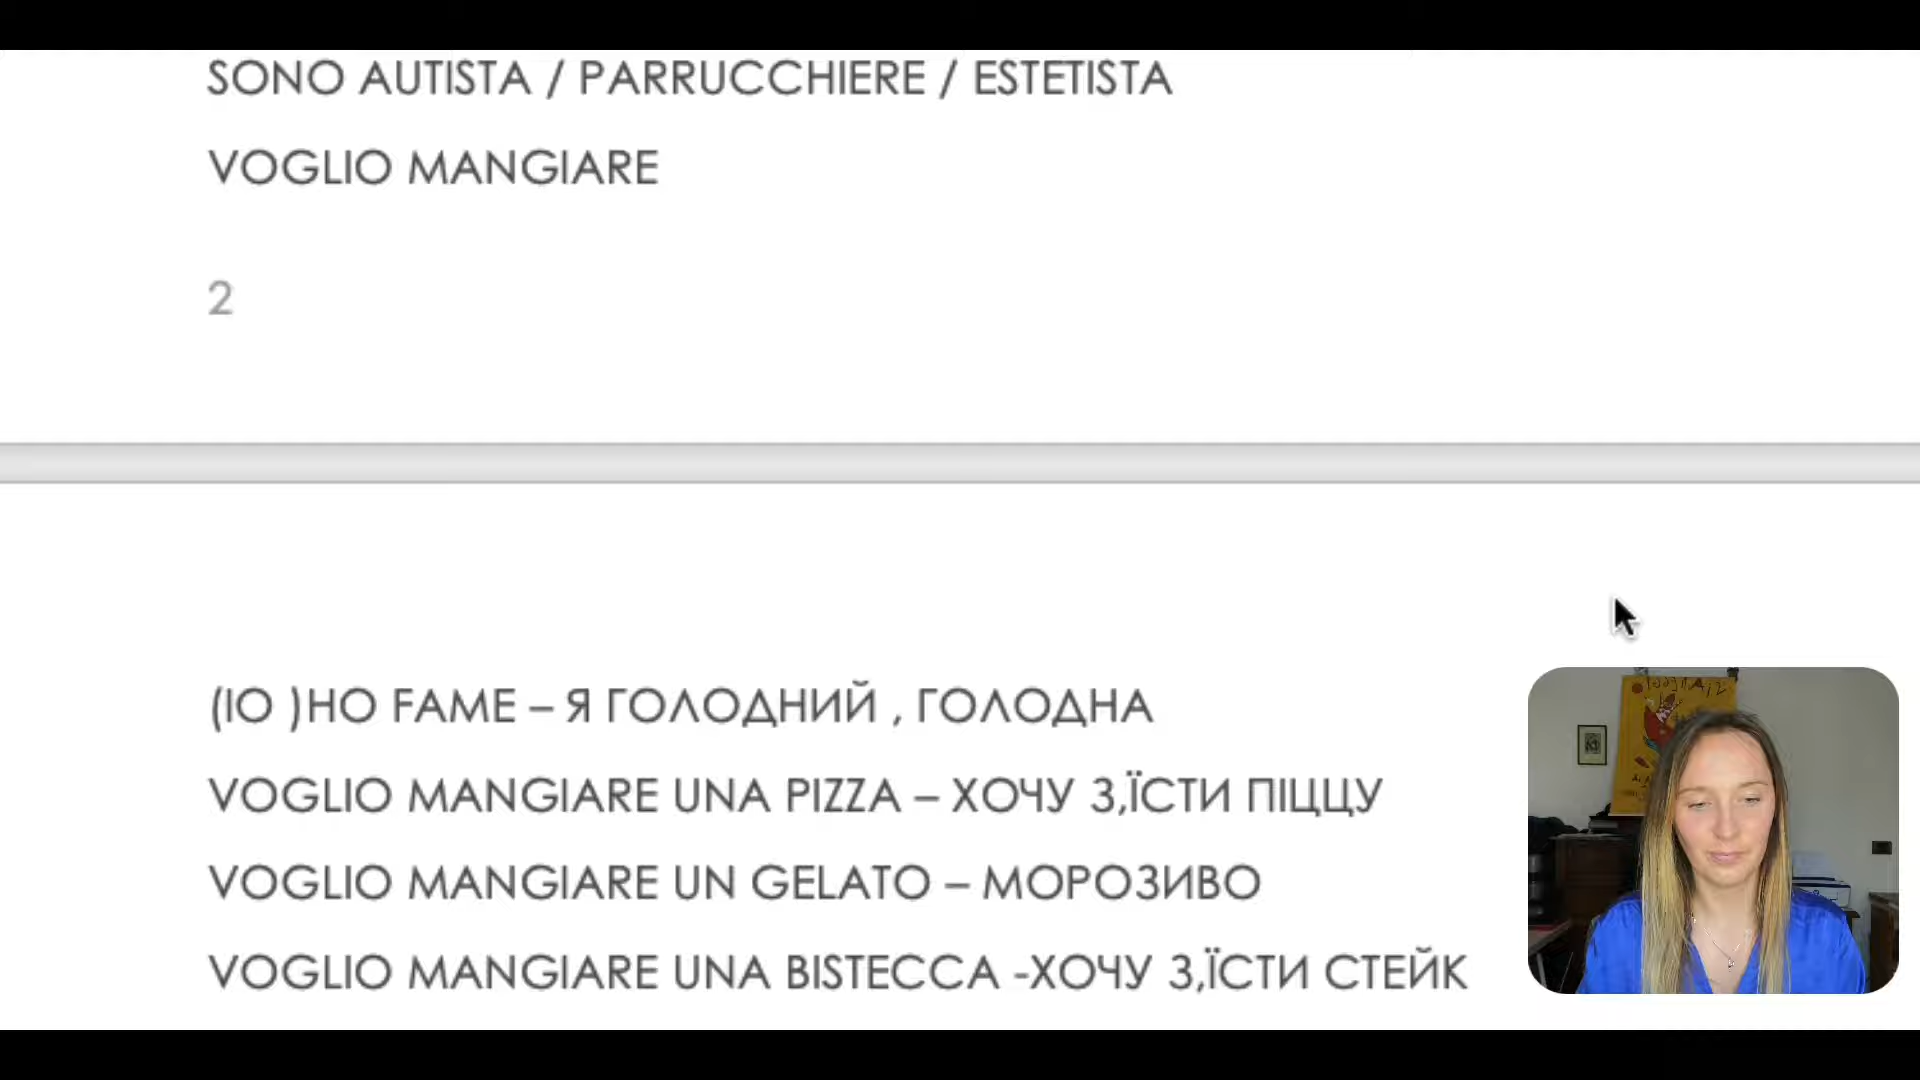 SONO AUTISTA / PARRUCCHIERE / ESTETISTA
VOGLIO MANGIARE
2
(IO )HO FAME – Я ГОЛОДНИЙ , ГОЛОДНА
VOGLIO MANGIARE UNA PIZZA – ХОЧУ З,ЇСТИ ПІЦЦУ
VOGLIO MANGIARE UN GELATO – МОРОЗИВО
VOGLIO MANGIARE UNA BISTECCA -ХОЧУ З,ЇСТИ СТЕЙК